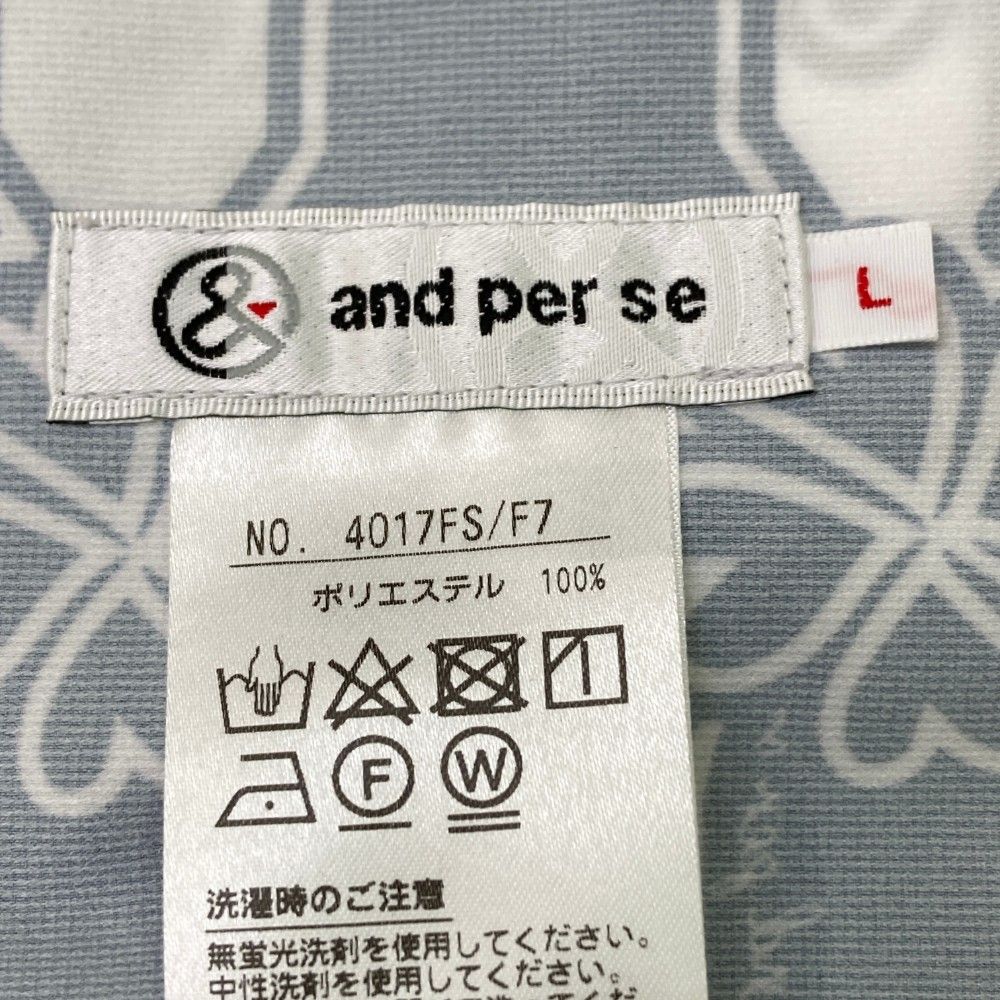 & and per se
L
NO. 4017FS/F7
ポリエステル 100%
F
W
洗濯時のご注意
無蛍光洗剤を使用してください。
中性洗剤を使用してください。